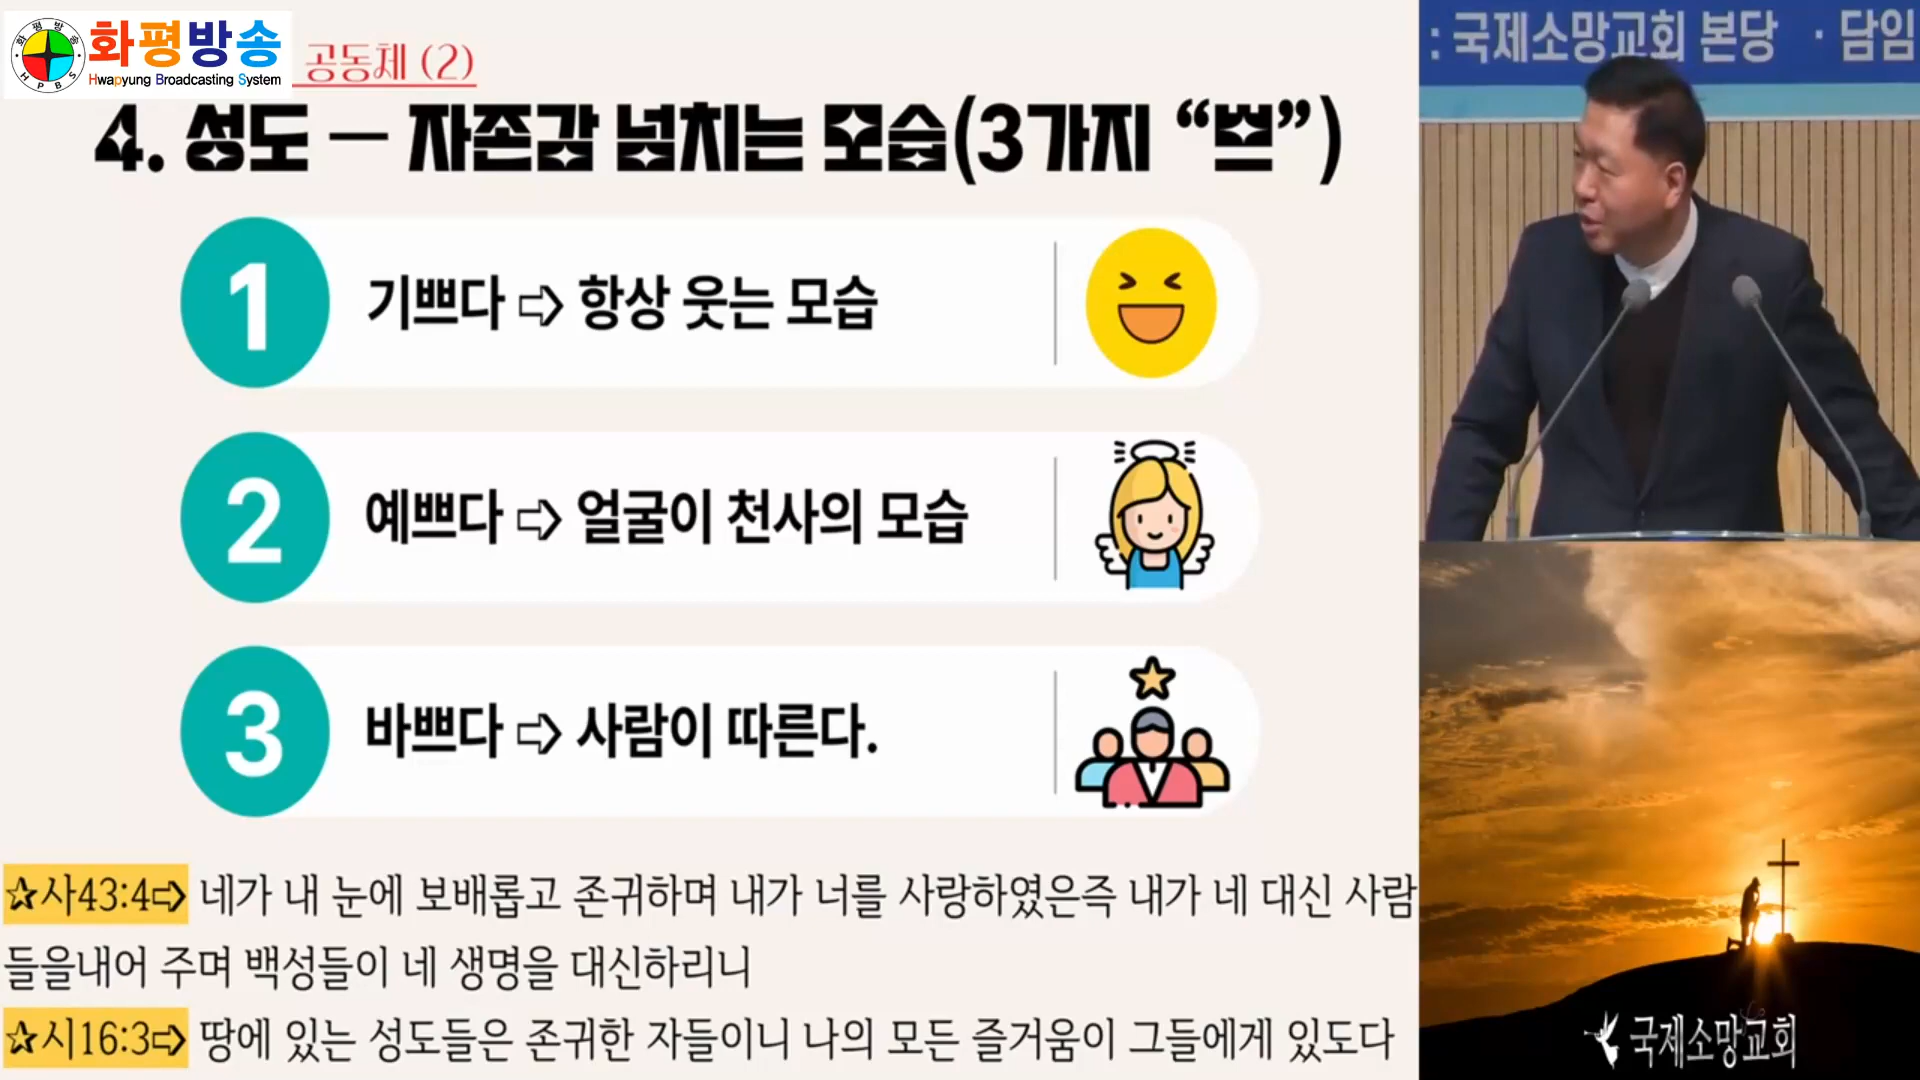 화평방송
Hwapyung Broadcasting System
화평방송
HPBS
공동체 (2)
4. 성도 — 자존감 넘치는 모습(3가지 “쁘”)
1
기쁘다 ⇨ 항상 웃는 모습
2
예쁘다 ⇨ 얼굴이 천사의 모습
3
바쁘다 ⇨ 사람이 따른다.
☆사43:4⇨ 네가 내 눈에 보배롭고 존귀하며 내가 너를 사랑하였은즉 내가 네 대신 사람
들을내어 주며 백성들이 네 생명을 대신하리니
☆시16:3⇨ 땅에 있는 성도들은 존귀한 자들이니 나의 모든 즐거움이 그들에게 있도다
: 국제소망교회 본당 · 담임
국제소망교회